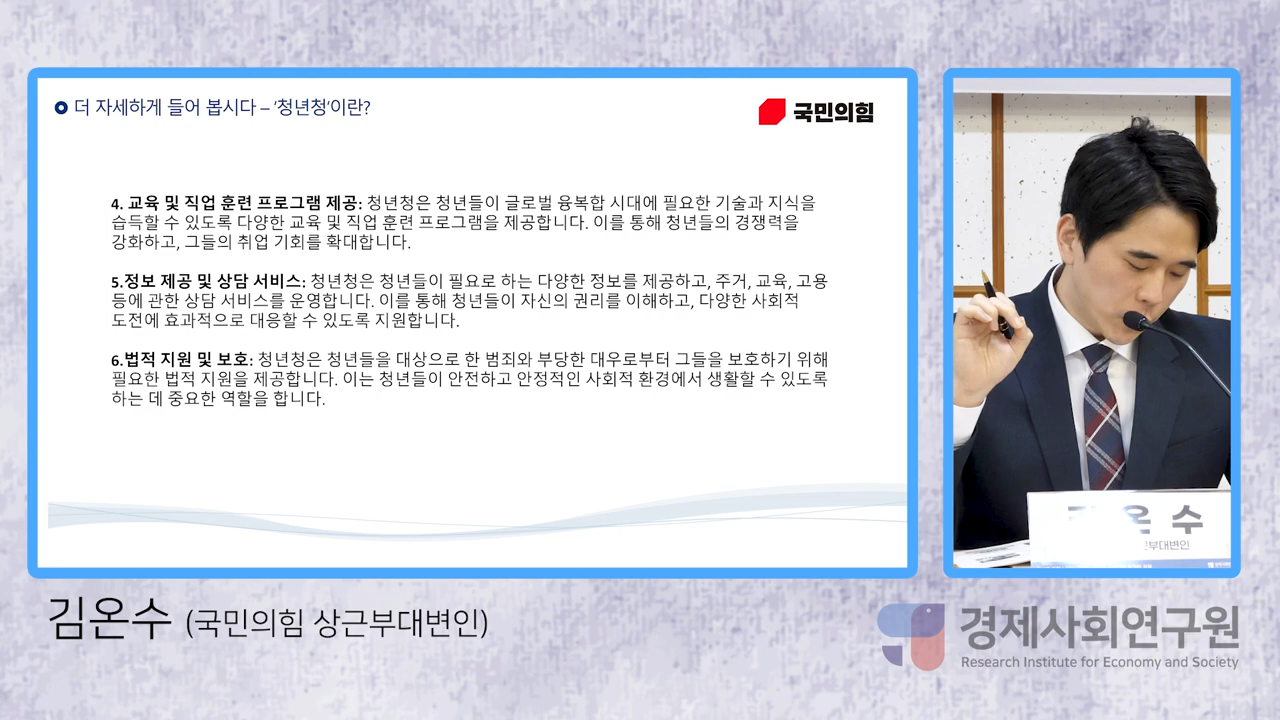 더 자세하게 들어 봅시다 – ‘청년청’이란?
국민의힘
4. 교육 및 직업 훈련 프로그램 제공: 청년청은 청년들이 글로벌 융복합 시대에 필요한 기술과 지식을
습득할 수 있도록 다양한 교육 및 직업 훈련 프로그램을 제공합니다. 이를 통해 청년들의 경쟁력을
강화하고, 그들의 취업 기회를 확대합니다.
5.정보 제공 및 상담 서비스: 청년청은 청년들이 필요로 하는 다양한 정보를 제공하고, 주거, 교육, 고용
등에 관한 상담 서비스를 운영합니다. 이를 통해 청년들이 자신의 권리를 이해하고, 다양한 사회적
도전에 효과적으로 대응할 수 있도록 지원합니다.
6.법적 지원 및 보호: 청년청은 청년들을 대상으로 한 범죄와 부당한 대우로부터 그들을 보호하기 위해
필요한 법적 지원을 제공합니다. 이는 청년들이 안전하고 안정적인 사회적 환경에서 생활할 수 있도록
하는 데 중요한 역할을 합니다.
온 수
부대변인
김온수 (국민의힘 상근부대변인)
경제사회연구원
Research Institute for Economy and Society